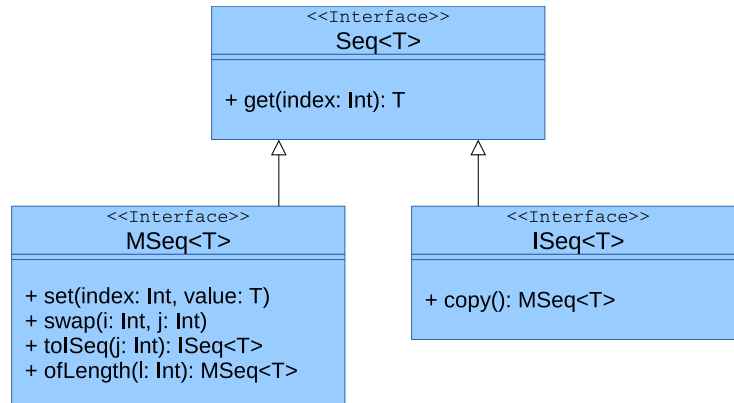 <<Interface>>
Seq<T>
+ get(index: Int): T
<<Interface>>
MSeq<T>
+ set(index: Int, value: T)
+ swap(i: Int, j: Int)
+ toISeq(j: Int): ISeq<T>
+ ofLength(l: Int): MSeq<T>
<<Interface>>
ISeq<T>
+ copy(): MSeq<T>